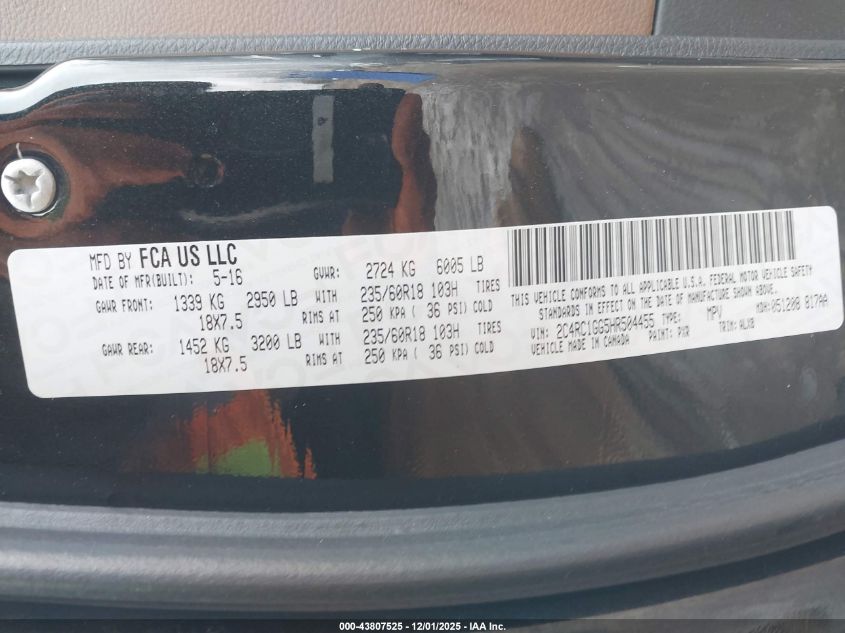 MFD BY FCA US LLC
DATE OF MFR(BUILT): 5-16 GVWR: 2724 KG 6005 LB
GAWR FRONT: 1339 KG 2950 LB WITH 235/60R18 103H TIRES
18X7.5 RIMS AT 250 KPA ( 36 PSI) COLD
GAWR REAR: 1452 KG 3200 LB WITH 235/60R18 103H TIRES
18X7.5 RIMS AT 250 KPA ( 36 PSI) COLD
THIS VEHICLE CONFORMS TO ALL APPLICABLE U.S.A. FEDERAL MOTOR VEHICLE SAFETY
STANDARDS IN EFFECT ON THE DATE OF MANUFACTURE SHOWN ABOVE.
VIN: 2C4RC1GG5HR504455 TYPE: MPV MDH: 051208 817AA
VEHICLE MADE IN CANADA PAINT: PXR TRIM: ALX8
000-43807525 - 12/01/2025 - IAA Inc.